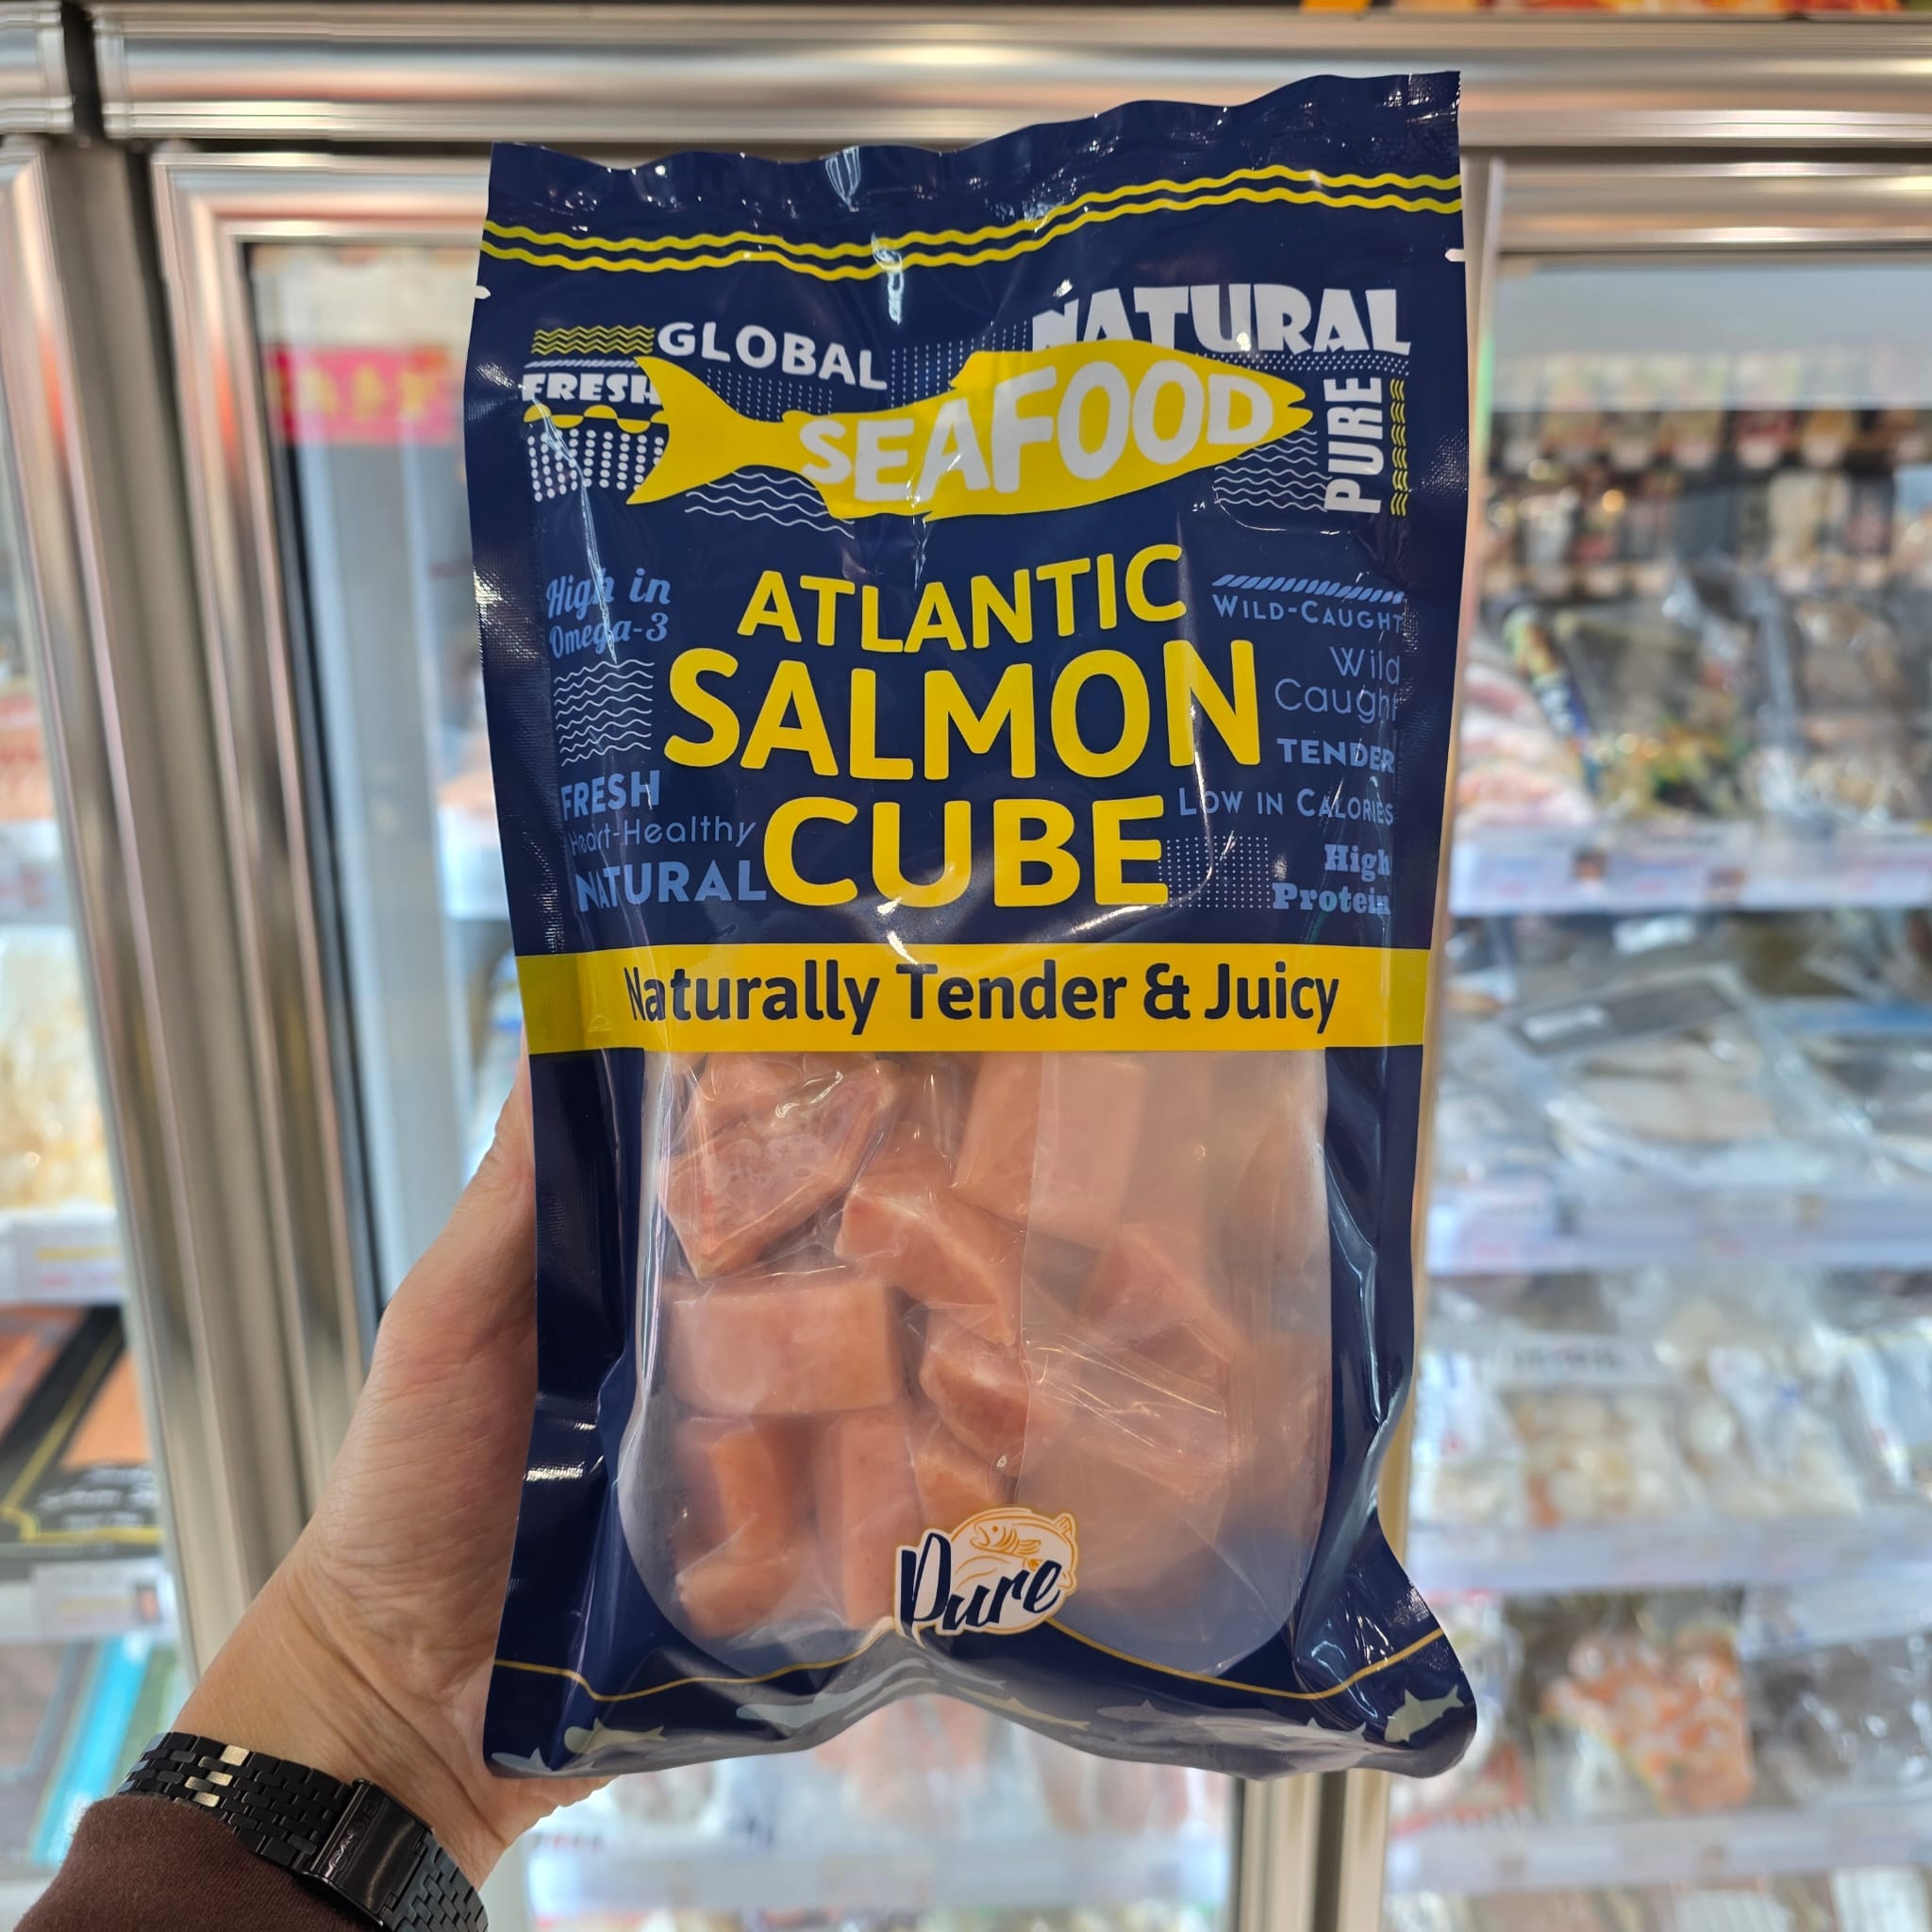 GLOBAL
NATURAL
FRESH
SEAFOOD
PURE
High in
Omega-3
ATLANTIC
SALMON
CUBE
WILD-CAUGHT
Wild
Caught
TENDER
LOW IN CALORIES
High
Protein
FRESH
Heart-Healthy
NATURAL
Naturally Tender & Juicy
Pure